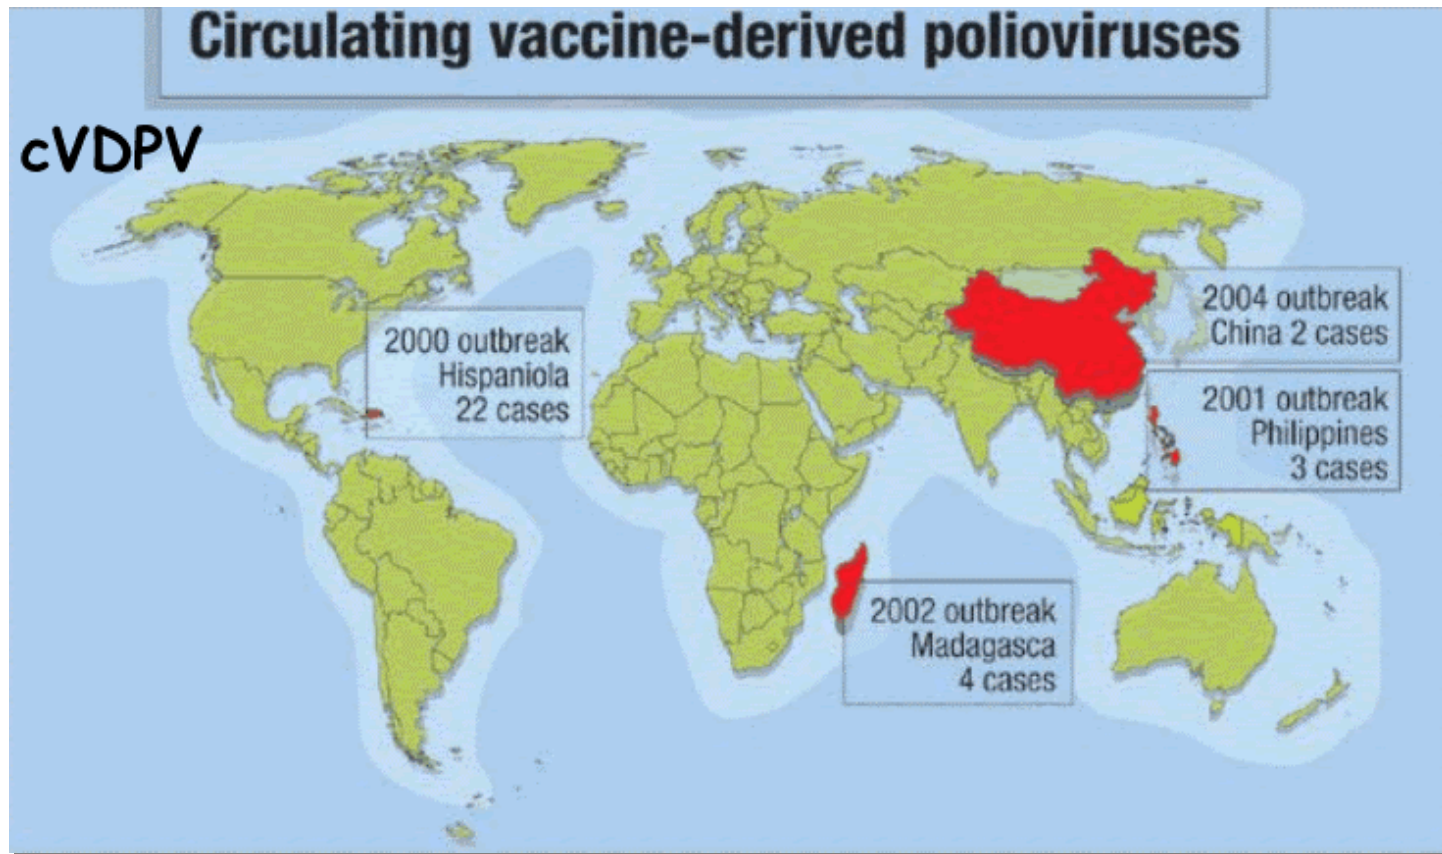 Circulating vaccine-derived polioviruses
cVDPV
2000 outbreak
Hispaniola
22 cases
2004 outbreak
China 2 cases
2001 outbreak
Philippines
3 cases
2002 outbreak
Madagasca
4 cases